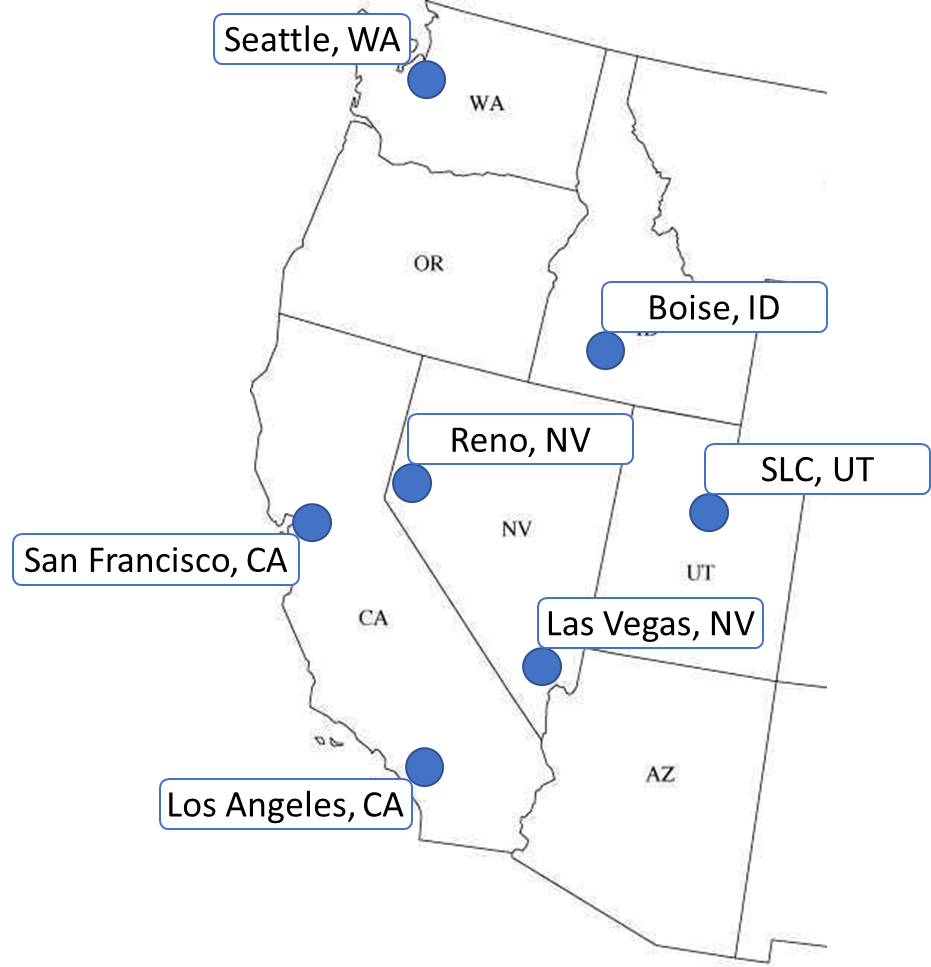 Seattle, WA
WA
OR
Boise, ID
Reno, NV
SLC, UT
NV
San Francisco, CA
UT
CA
Las Vegas, NV
AZ
Los Angeles, CA